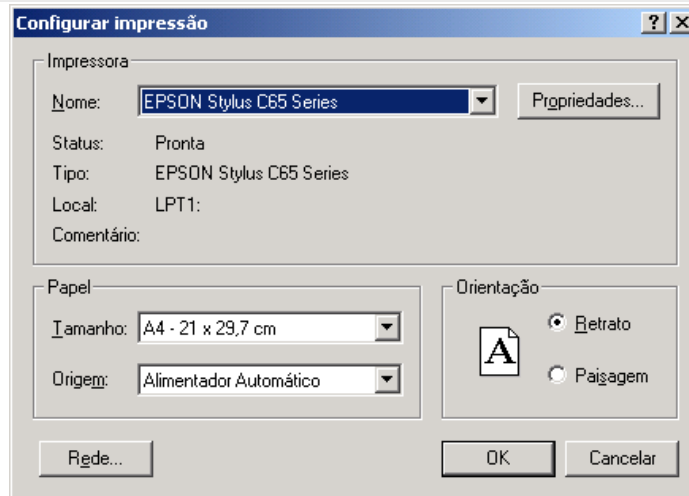 Configurar impressão
Impressora
Nome: EPSON Stylus C65 Series Propriedades...
Status: Pronta
Tipo: EPSON Stylus C65 Series
Local: LPT1:
Comentário:
Papel
Tamanho: A4 - 21 x 29,7 cm
Origem: Alimentador Automático
Orientação
A
Retrato
Paisagem
Rede... OK Cancelar